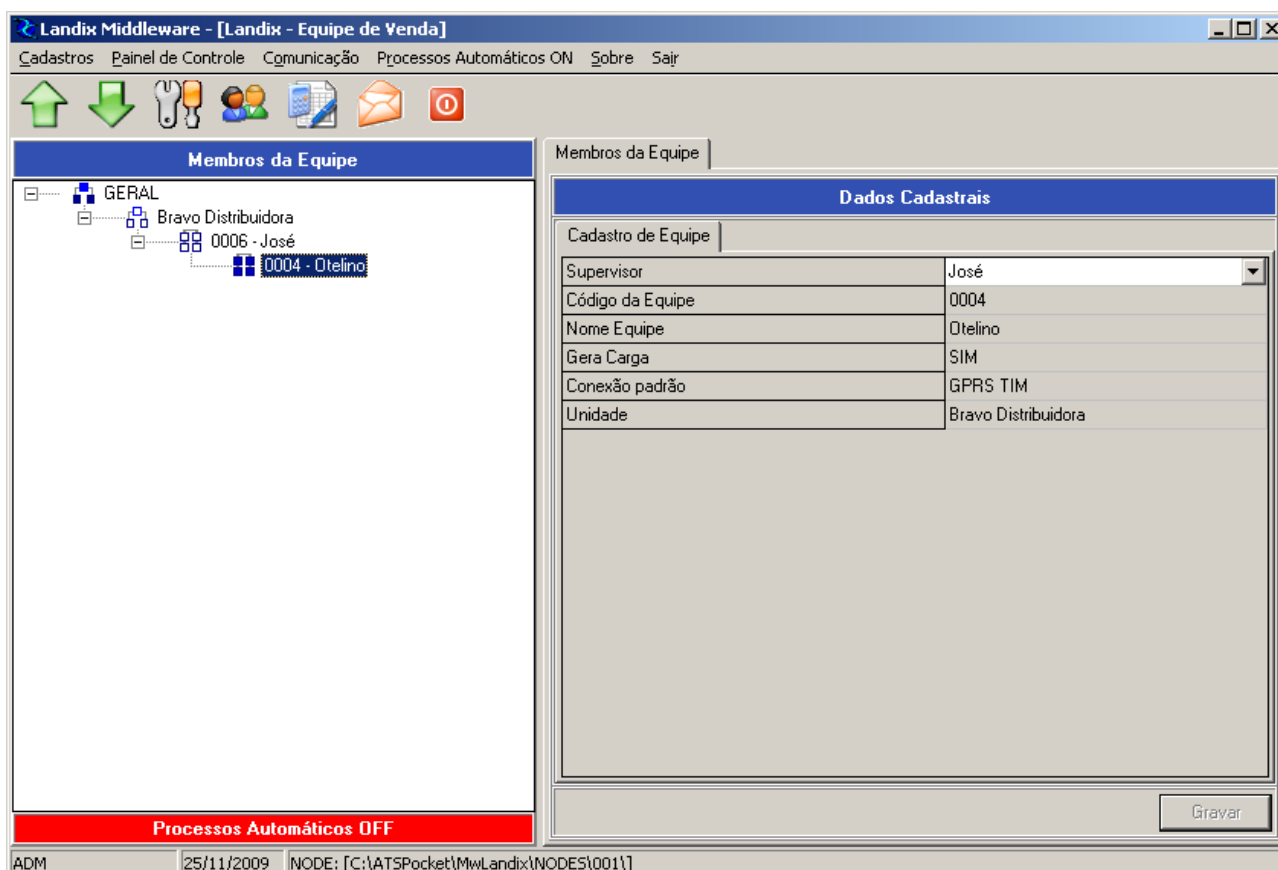 Landix Middleware - [Landix - Equipe de Venda]
Cadastros Painel de Controle Comunicação Processos Automáticos ON Sobre Sair
Membros da Equipe
GERAL
Bravo Distribuidora
0006 - José
0004 - Otelino
Processos Automáticos OFF
Membros da Equipe
Dados Cadastrais
Cadastro de Equipe
Supervisor José
Código da Equipe 0004
Nome Equipe Otelino
Gera Carga SIM
Conexão padrão GPRS TIM
Unidade Bravo Distribuidora
Gravar
ADM 25/11/2009 NODE: [C:\ATSPocket\MwLandix\NODES\001\]